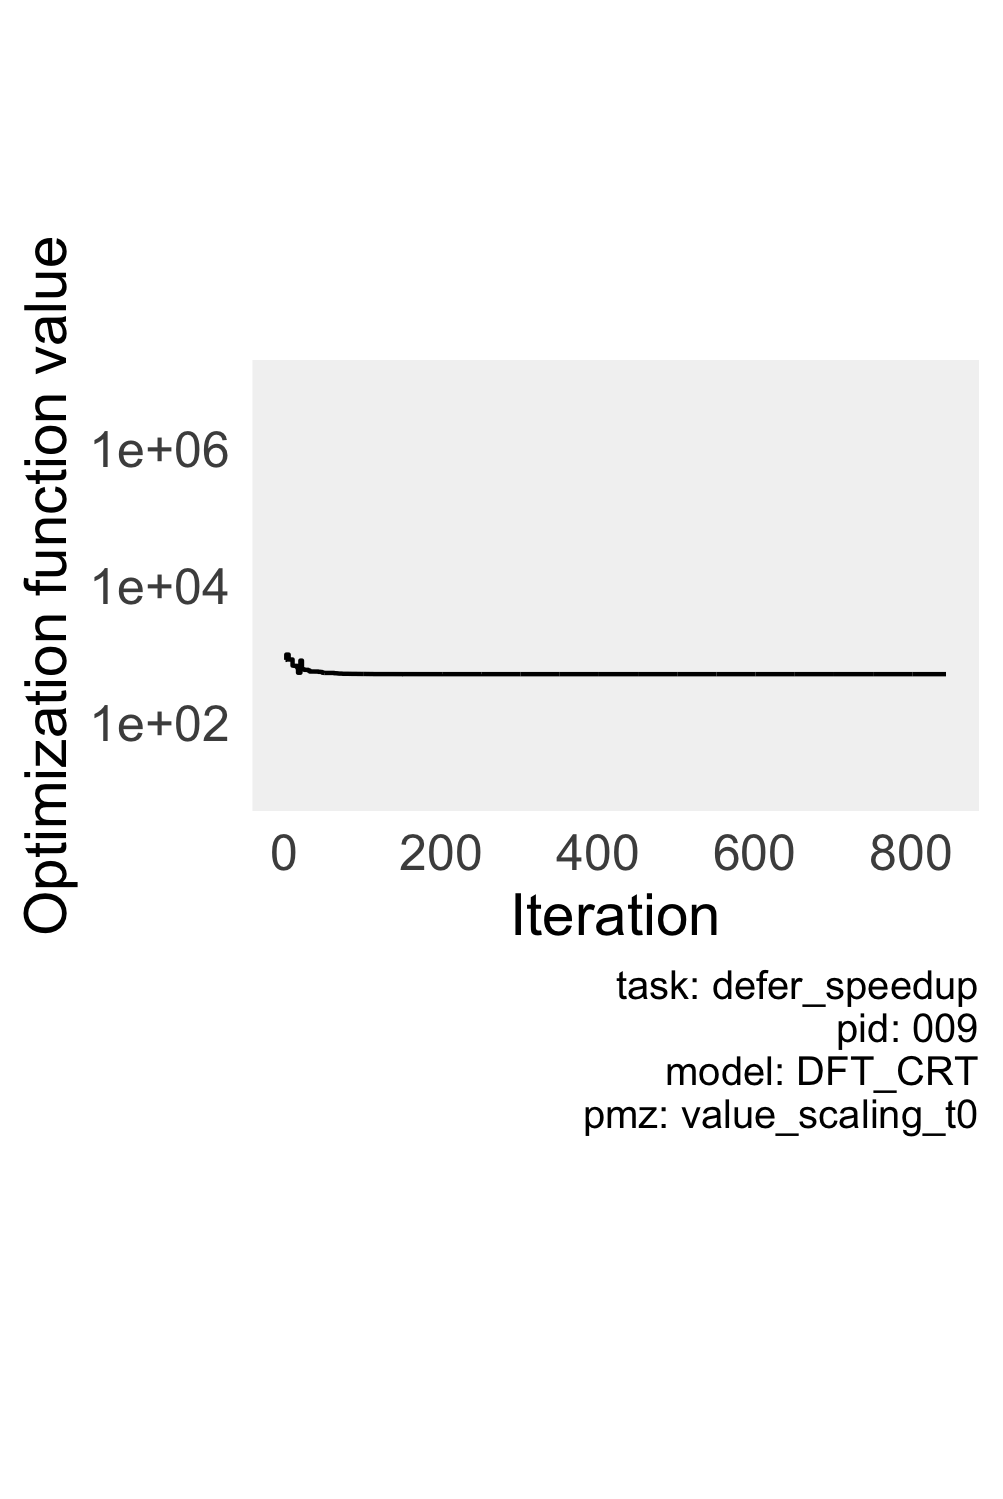 Optimization function value
1e+06
1e+04
1e+02
0 200 400 600 800
Iteration
task: defer_speedup
pid: 009
model: DFT_CRT
pmz: value_scaling_t0